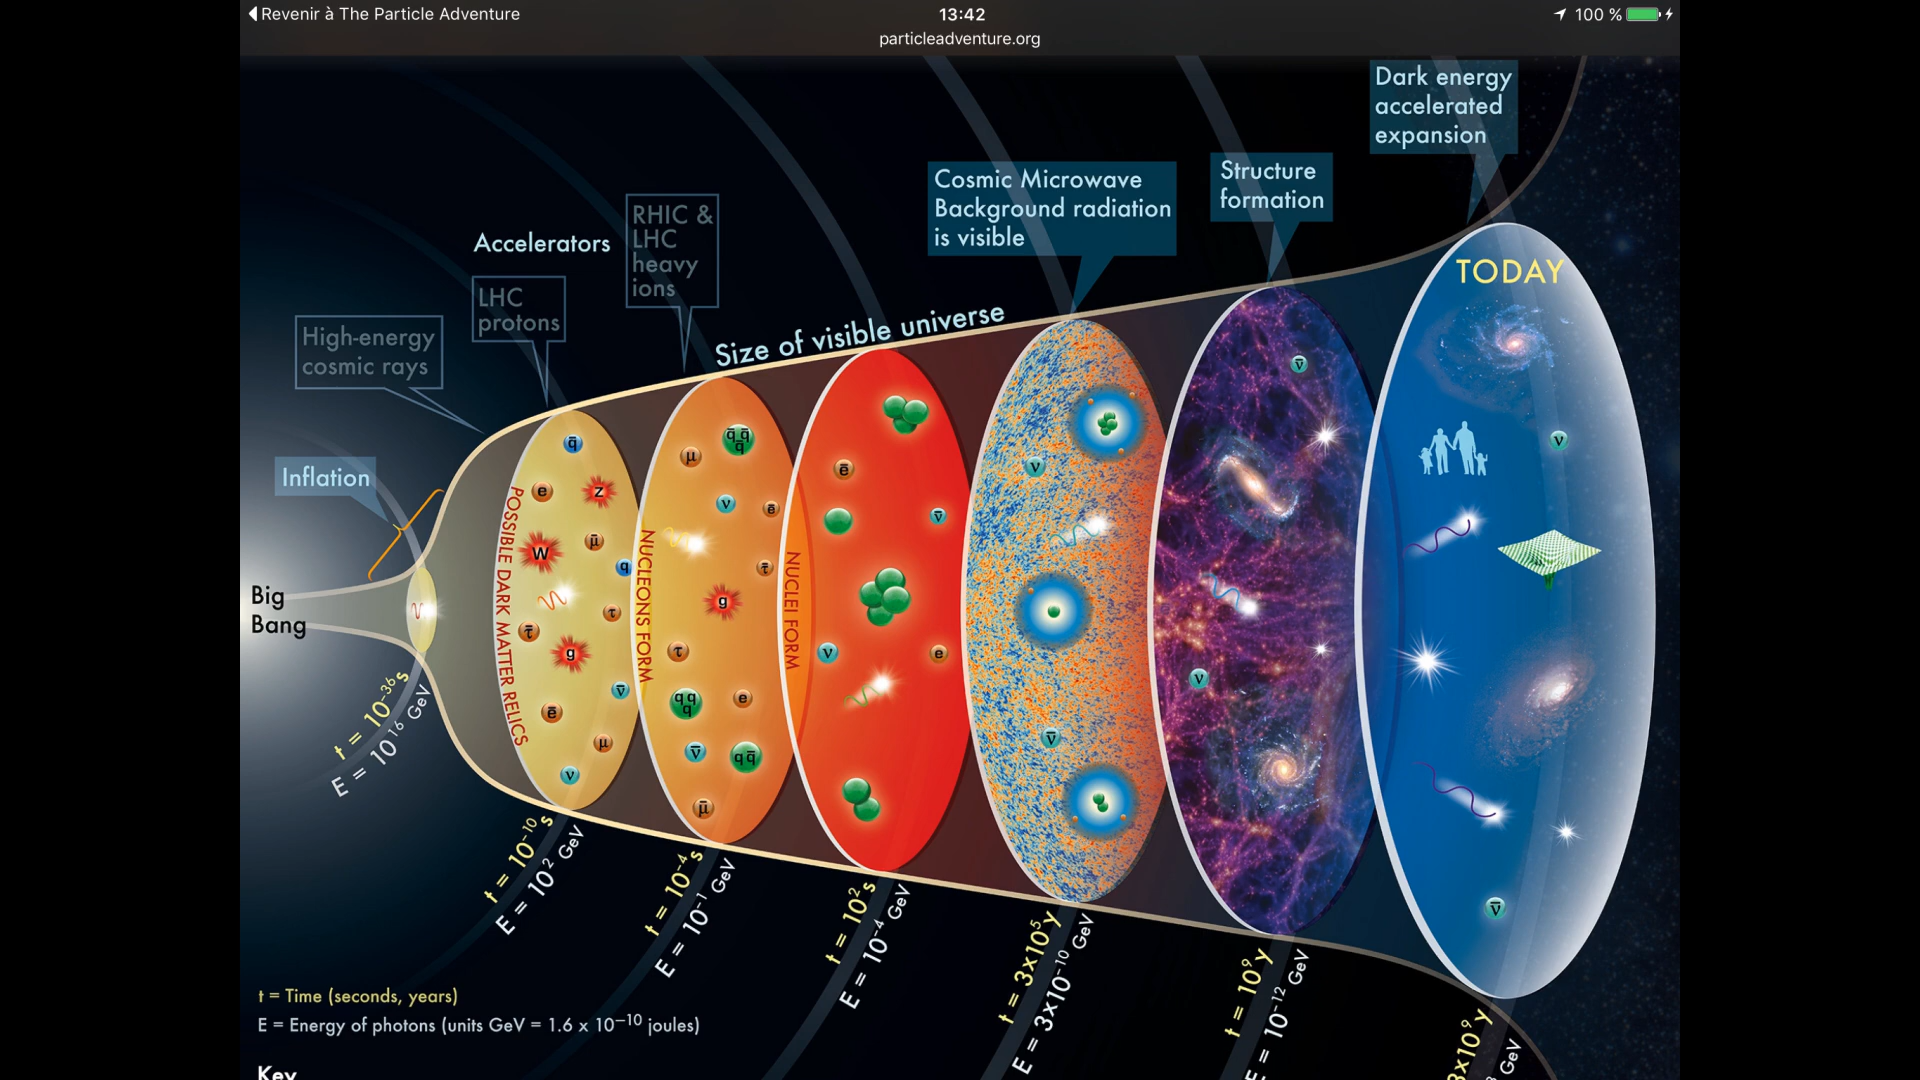 Revenir à The Particle Adventure
13:42
100 %
particleadventure.org
Dark energy
accelerated
expansion
Structure
formation
Cosmic Microwave
Background radiation
is visible
RHIC &
LHC
heavy
ions
Accelerators
LHC
protons
High-energy
cosmic rays
Size of visible universe
TODAY
Inflation
Big
Bang
POSSIBLE DARK MATTER RELICS
NUCLEONS FORM
NUCLEI FORM
q̄
e
Z
W
μ̄
q
τ
τ̄
g
ν̄
ē
μ
ν
μ
q̄q̄
q̄
ν
ē
τ̄
g
τ
qq
q
e
ν̄
qq̄
μ̄
ē
ν̄
ν
e
ν
ν̄
ν̄
ν
ν
ν̄
t = 10⁻³⁶ s
E = 10¹⁶ GeV
t = 10⁻¹⁰ s
E = 10² GeV
t = 10⁻⁴ s
E = 10⁻¹ GeV
t = 10² s
E = 10⁻⁴ GeV
t = 3x10⁵ y
E = 3x10⁻¹⁰ GeV
t = 10⁹ y
E = 10⁻¹² GeV
x10⁹ y
GeV
t = Time (seconds, years)
E = Energy of photons (units GeV = 1.6 x 10⁻¹⁰ joules)
Key